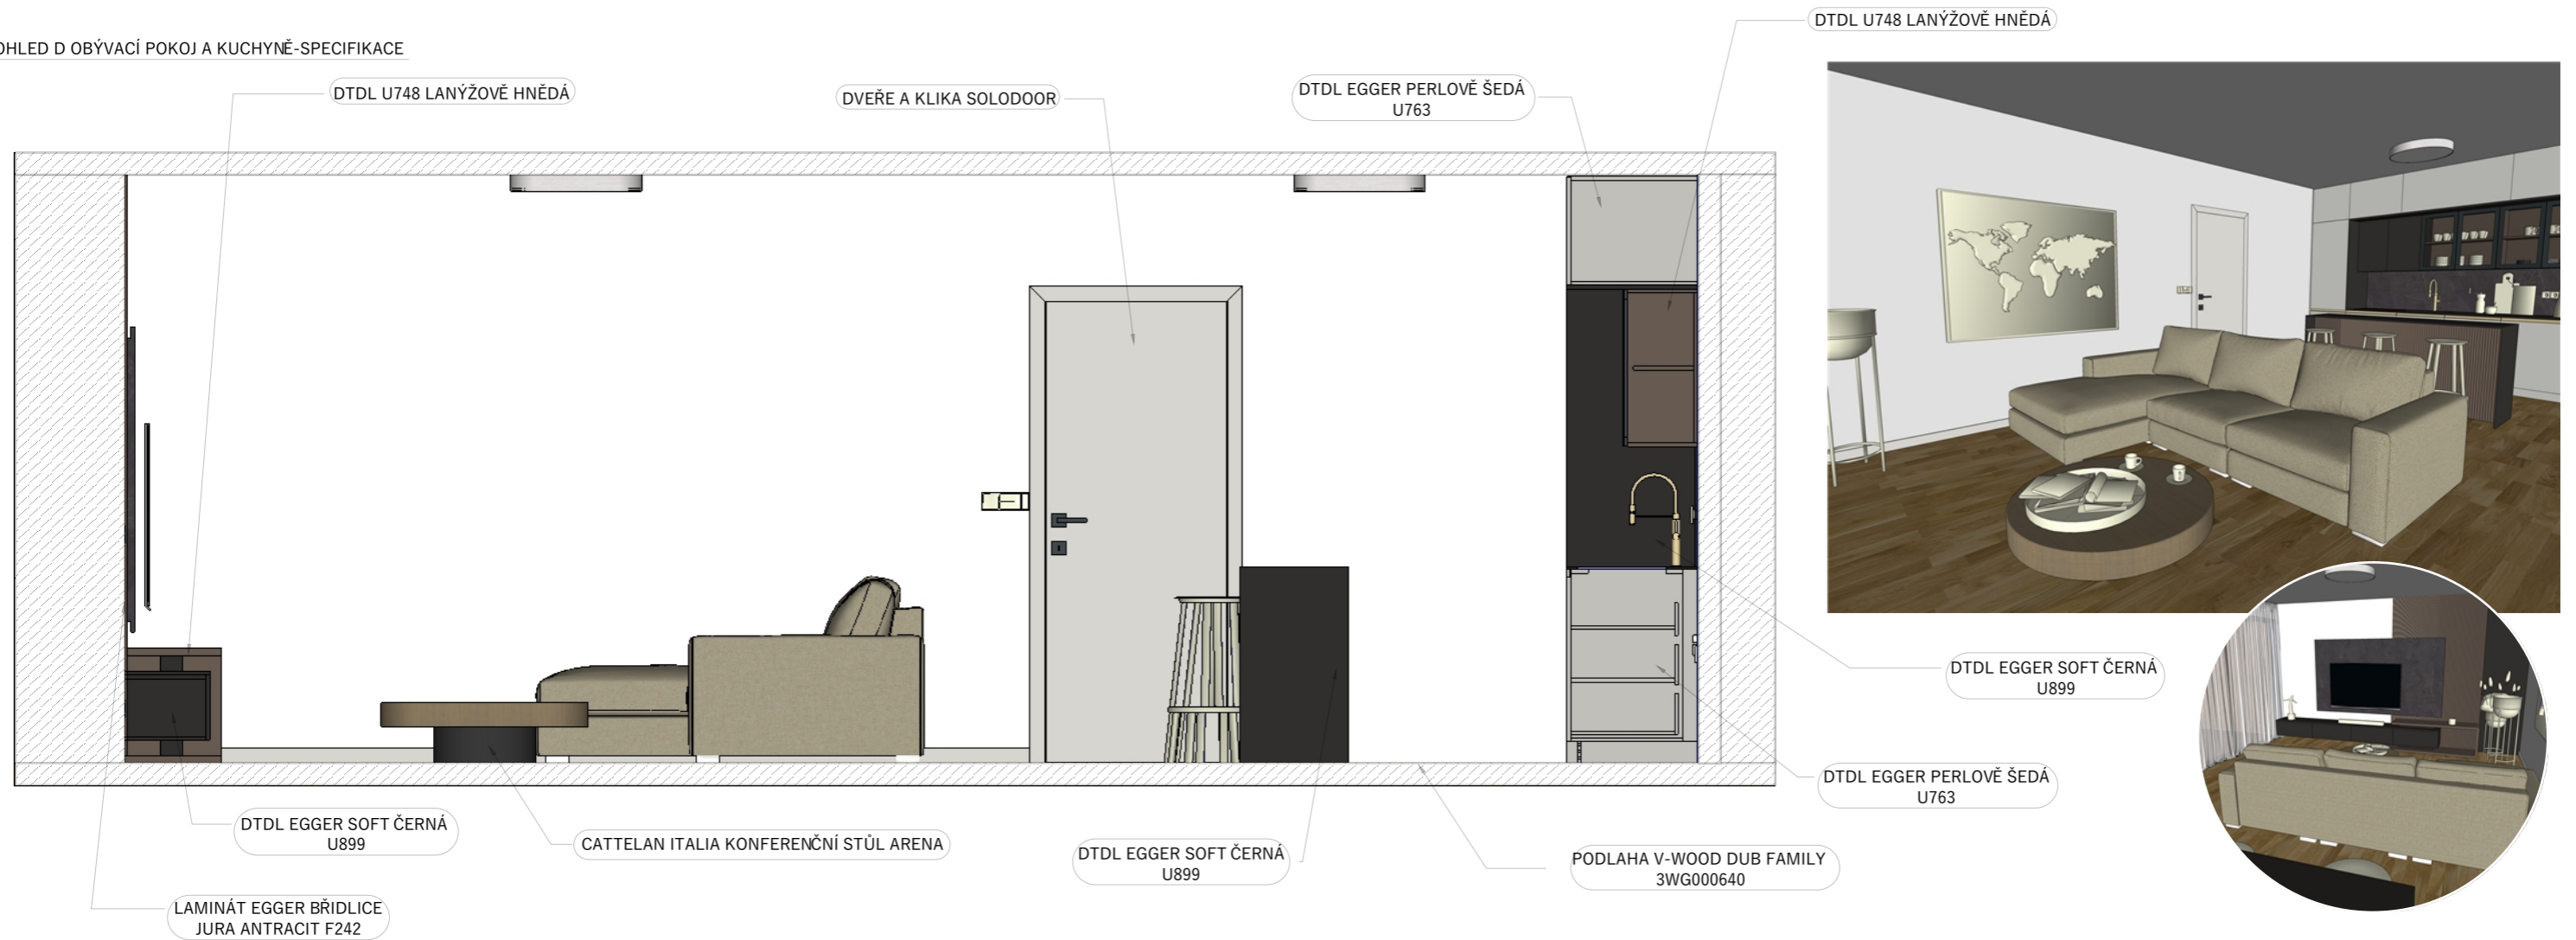 OHLED D OBÝVACÍ POKOJ A KUCHYNĚ-SPECIFIKACE
DTDL U748 LANÝŽOVĚ HNĚDÁ
DVEŘE A KLIKA SOLODOOR
DTDL EGGER PERLOVĚ ŠEDÁ
U763
DTDL U748 LANÝŽOVĚ HNĚDÁ
DTDL EGGER SOFT ČERNÁ
U899
DTDL EGGER PERLOVĚ ŠEDÁ
U763
DTDL EGGER SOFT ČERNÁ
U899
CATTELAN ITALIA KONFERENČNÍ STŮL ARENA
DTDL EGGER SOFT ČERNÁ
U899
PODLAHA V-WOOD DUB FAMILY
3WG000640
LAMINÁT EGGER BŘIDLICE
JURA ANTRACIT F242